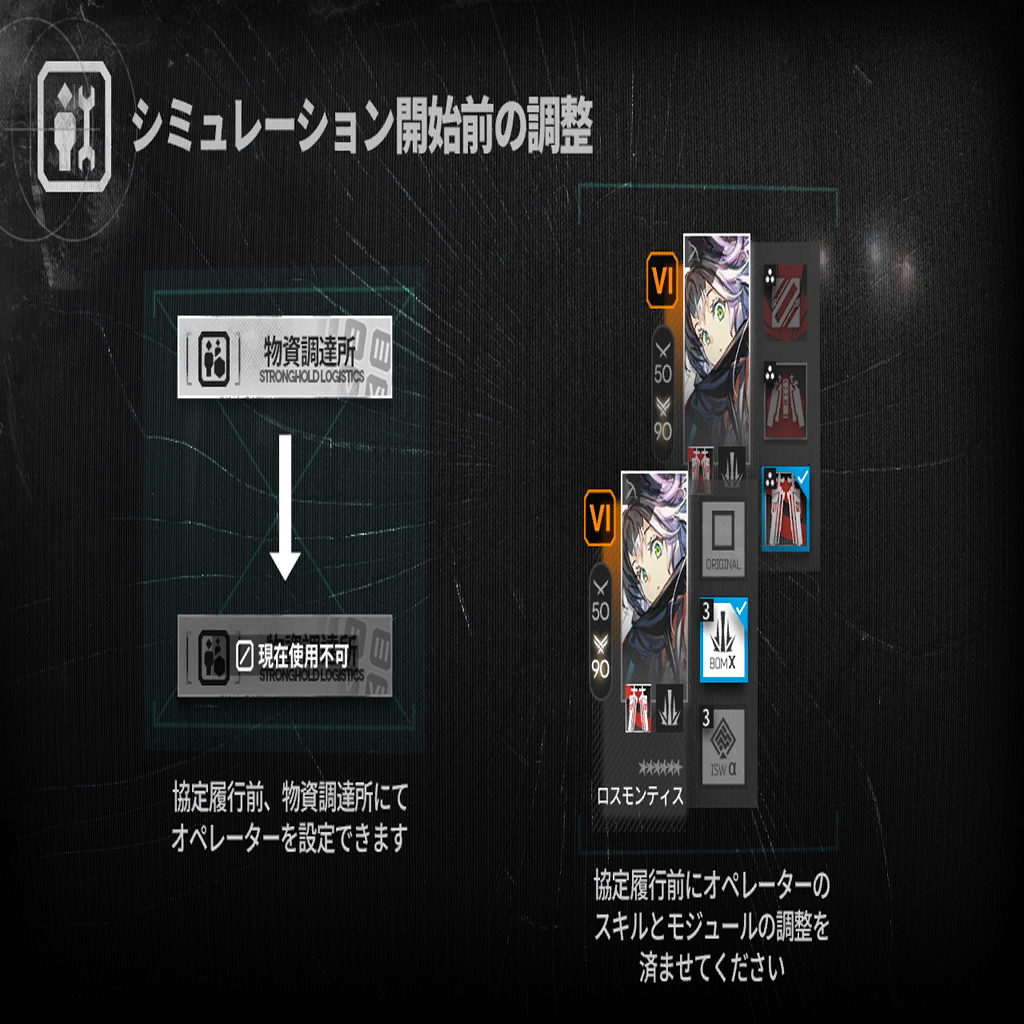 シミュレーション開始前の調整
物資調達所
STRONGHOLD LOGISTICS
現在使用不可
STRONGHOLD LOGISTICS
協定履行前、物資調達所にて
オペレーターを設定できます
VI
50
90
VI
50
90
ORIGINAL
3
BOM X
3
ISW α
ロスモンティス
協定履行前にオペレーターの
スキルとモジュールの調整を
済ませてください